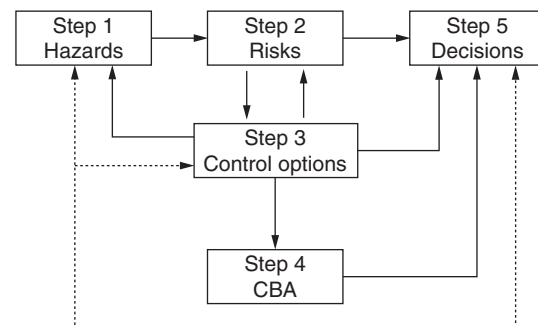 Step 1
Hazards
Step 2
Risks
Step 5
Decisions
Step 3
Control options
Step 4
CBA